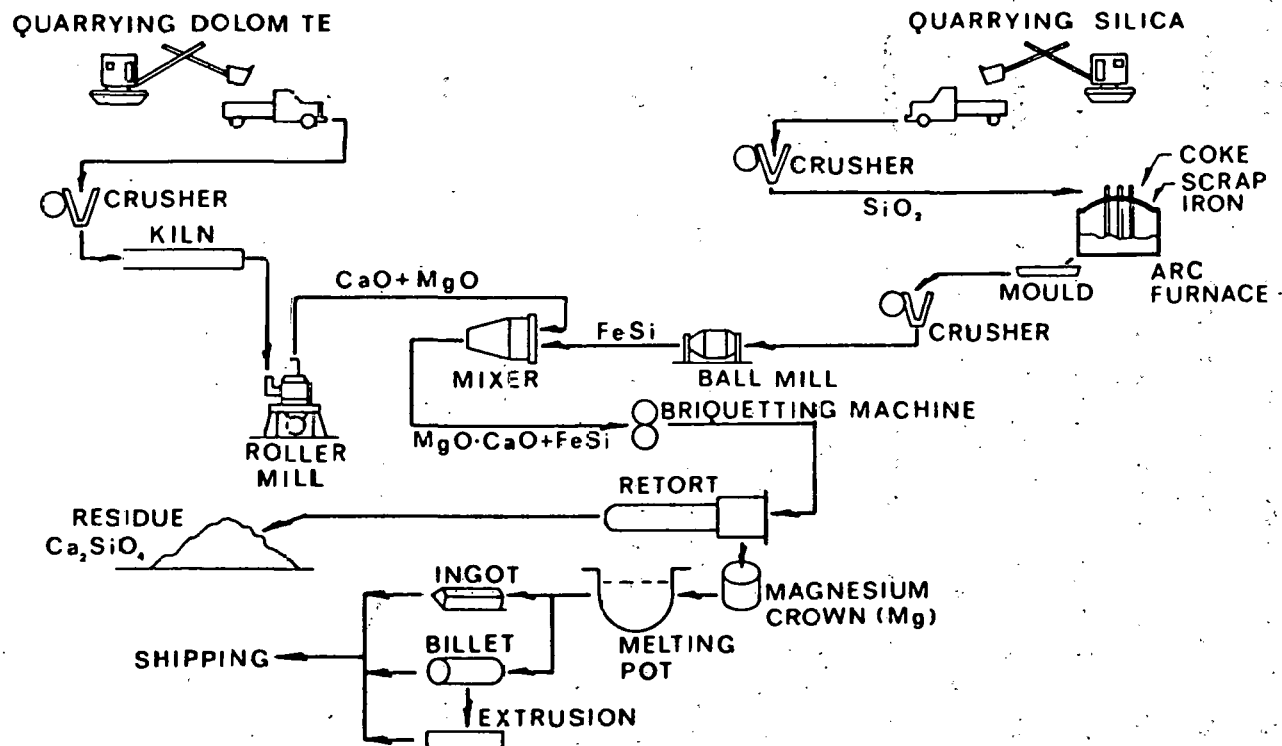 QUARRYING DOLOM TE
QUARRYING SILICA
CRUSHER
CRUSHER
COKE
SCRAP
IRON
SiO₂
KILN
ARC
FURNACE
MOULD
CaO+MgO
CRUSHER
FeSi
MIXER
BALL MILL
BRIQUETTING MACHINE
MgO·CaO+FeSi
ROLLER
MILL
RETORT
RESIDUE
Ca₂SiO₄
INGOT
MAGNESIUM
CROWN (Mg)
BILLET
MELTING
POT
SHIPPING
EXTRUSION